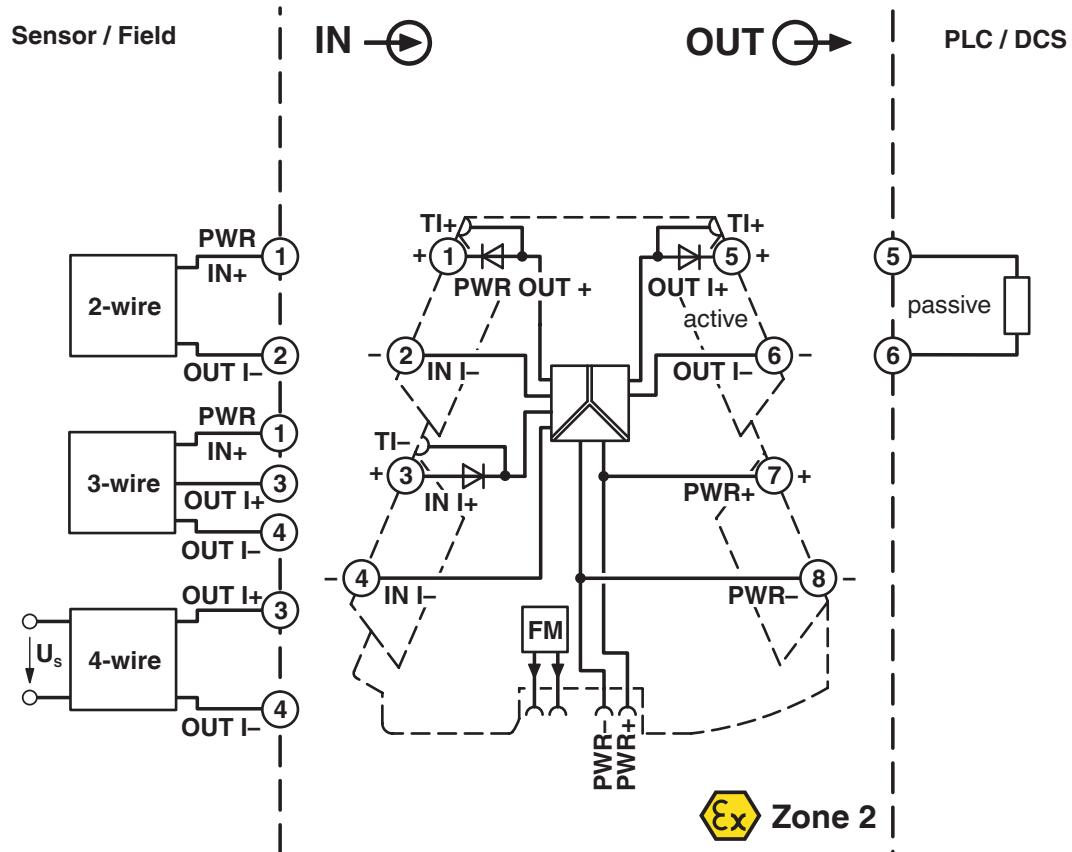 Sensor / Field
IN
OUT
PLC / DCS
PWR
1
IN+
2-wire
2
OUT I–
PWR
1
IN+
3-wire
3
OUT I+
4
OUT I–
OUT I+
3
Us
4-wire
4
OUT I–
TI+
TI+
+ 1
5 +
PWR OUT +
OUT I+
active
– 2
6 –
IN I–
OUT I–
TI–
+ 3
7 +
IN I+
PWR+
– 4
8 –
IN I–
PWR–
FM
PWR–
PWR+
5
passive
6
Ex Zone 2